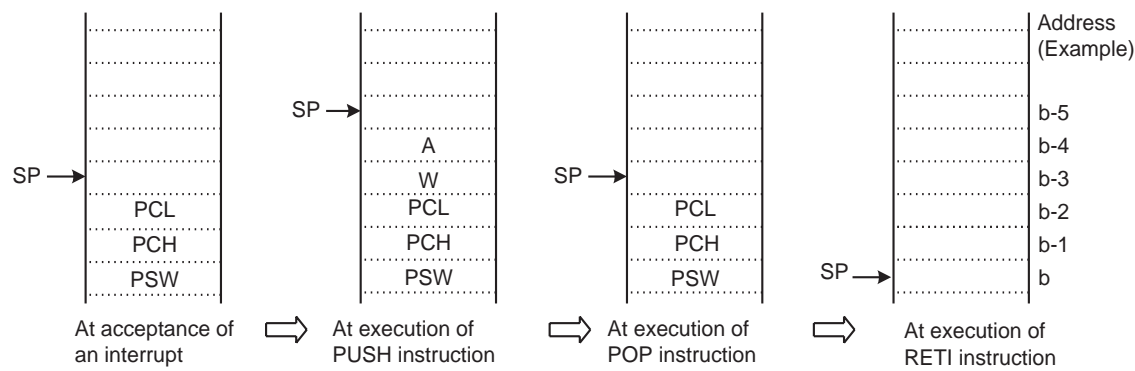 Address
(Example)
SP
b-5
A
b-4
SP
W
SP
b-3
PCL
PCL
PCL
b-2
PCH
PCH
PCH
b-1
PSW
PSW
PSW
SP
b
At acceptance of
an interrupt
At execution of
PUSH instruction
At execution of
POP instruction
At execution of
RETI instruction